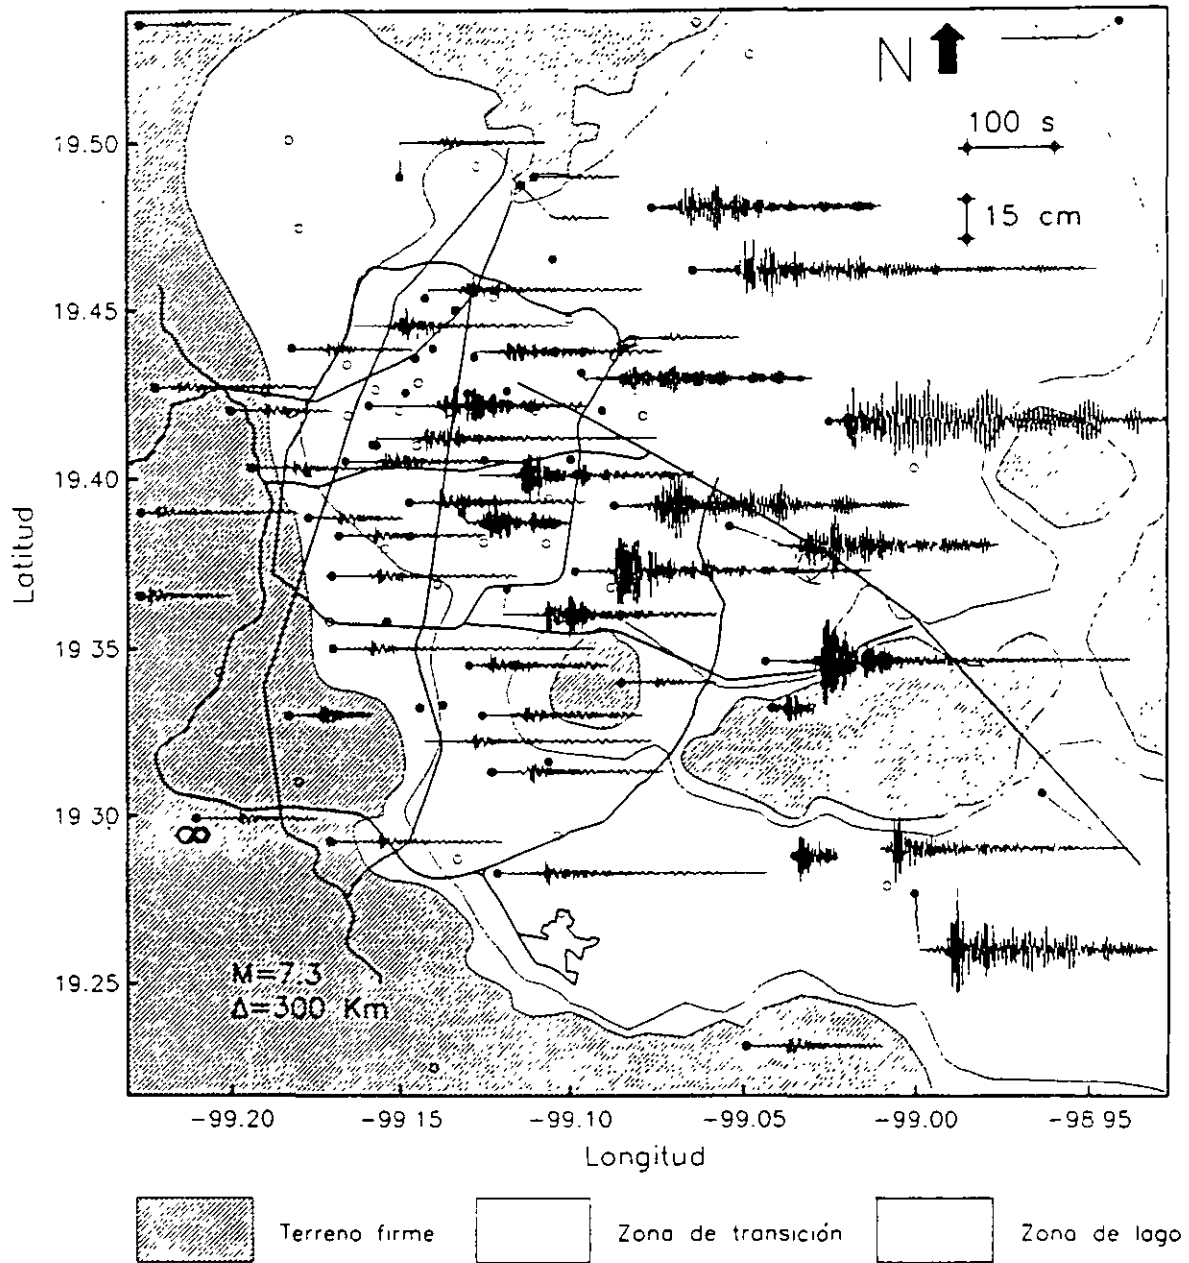 N
100 s
15 cm
19.50
19.45
19.40
19.35
19 30
19.25
Latitud
M=7.3
Δ=300 Km
-99.20
-99 15
-99.10
-99.05
-99.00
-98 95
Longitud
Terreno firme
Zona de transición
Zona de lago